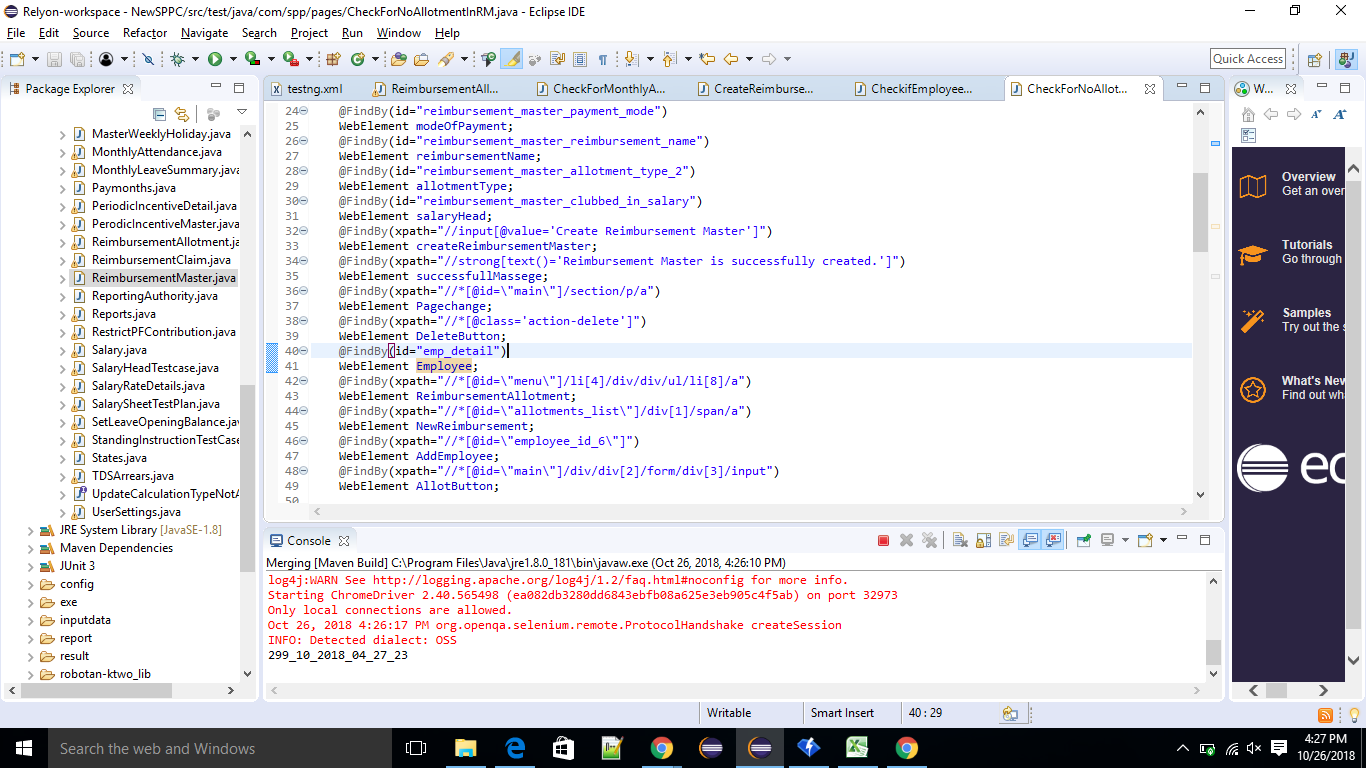 Relyon-workspace - NewSPPC/src/test/java/com/spp/pages/CheckForNoAllotmentInRM.java - Eclipse IDE
File Edit Source Refactor Navigate Search Project Run Window Help
Quick Access
Package Explorer
MasterWeeklyHoliday.java
MonthlyAttendance.java
MonthlyLeaveSummary.java
Paymonths.java
PeriodicIncentiveDetail.java
PerodicIncentiveMaster.java
ReimbursementAllotment.ja
ReimbursementClaim.java
ReimbursementMaster.java
ReportingAuthority.java
Reports.java
RestrictPFContribution.java
Salary.java
SalaryHeadTestcase.java
SalaryRateDetails.java
SalarySheetTestPlan.java
SetLeaveOpeningBalance.jav
StandingInstructionTestCase
States.java
TDSArrears.java
UpdateCalculationTypeNotA
UserSettings.java
JRE System Library [JavaSE-1.8]
Maven Dependencies
JUnit 3
config
exe
inputdata
report
result
robotan-ktwo_lib
testng.xml ReimbursementAll... CheckForMonthlyA... CreateReimburse... CheckifEmployee... CheckForNoAllot...
24 @FindBy(id="reimbursement_master_payment_mode")
25 WebElement modeOfPayment;
26 @FindBy(id="reimbursement_master_reimbursement_name")
27 WebElement reimbursementName;
28 @FindBy(id="reimbursement_master_allotment_type_2")
29 WebElement allotmentType;
30 @FindBy(id="reimbursement_master_clubbed_in_salary")
31 WebElement salaryHead;
32 @FindBy(xpath="//input[@value='Create Reimbursement Master']")
33 WebElement createReimbursementMaster;
34 @FindBy(xpath="//strong[text()='Reimbursement Master is successfully created.']")
35 WebElement successfullMassege;
36 @FindBy(xpath="//*[@id=\"main\"]/section/p/a")
37 WebElement Pagechange;
38 @FindBy(xpath="//*[@class='action-delete']")
39 WebElement DeleteButton;
40 @FindBy(id="emp_detail")
41 WebElement Employee;
42 @FindBy(xpath="//*[@id=\"menu\"]/li[4]/div/div/ul/li[8]/a")
43 WebElement ReimbursementAllotment;
44 @FindBy(xpath="//*[@id=\"allotments_list\"]/div[1]/span/a")
45 WebElement NewReimbursement;
46 @FindBy(xpath="//*[@id=\"employee_id_6\"]")
47 WebElement AddEmployee;
48 @FindBy(xpath="//*[@id=\"main\"]/div/div[2]/form/div[3]/input")
49 WebElement AllotButton;
50
Console
Merging [Maven Build] C:\Program Files\Java\jre1.8.0_181\bin\javaw.exe (Oct 26, 2018, 4:26:10 PM)
log4j:WARN See http://logging.apache.org/log4j/1.2/faq.html#noconfig for more info.
Starting ChromeDriver 2.40.565498 (ea082db3280dd6843ebfb08a625e3eb905c4f5ab) on port 32973
Only local connections are allowed.
Oct 26, 2018 4:26:17 PM org.openqa.selenium.remote.ProtocolHandshake createSession
INFO: Detected dialect: OSS
299_10_2018_04_27_23
W...
Overview
Get an over
Tutorials
Go through
Samples
Try out the s
What's New
Find out wha
ec
Writable
Smart Insert
40 : 29
Search the web and Windows
4:27 PM
10/26/2018